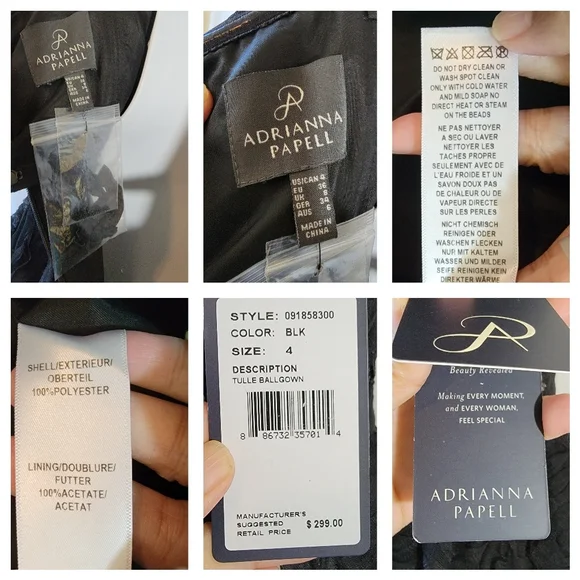 ADRIANNA
PAPELL
MADE IN
CHINA
ADRIANNA
PAPELL
US/CAN 4
EU 36
UK 8
GER 34
AUS 6
MADE IN
CHINA
DO NOT DRY CLEAN OR
WASH SPOT CLEAN
ONLY WITH COLD WATER
AND MILD SOAP NO
DIRECT HEAT OR STEAM
ON THE BEADS
NE PAS NETTOYER
A SEC OU LAVER
NETTOYER LES
TACHES PROPRE
SEULEMENT AVEC DE
L'EAU FROIDE ET UN
SAVON DOUX PAS
DE CHALEUR OU DE
VAPEUR DIRECTE
SUR LES PERLES
NICHT CHEMISCH
REINIGEN ODER
WASCHEN FLECKEN
NUR MIT KALTEM
WASSER UND MILDER
SEIFE REINIGEN KEIN
DIREKTER WÄRME
SHELL/EXTERIEUR/
OBERTEIL
100%POLYESTER
LINING/DOUBLURE/
FUTTER
100%ACETATE/
ACETAT
STYLE: 091858300
COLOR: BLK
SIZE: 4
DESCRIPTION
TULLE BALLGOWN
8 86732 35701 4
MANUFACTURER'S
SUGGESTED
RETAIL PRICE $ 299.00
Beauty Revealed
Making EVERY MOMENT,
and EVERY WOMAN,
FEEL SPECIAL
ADRIANNA
PAPELL